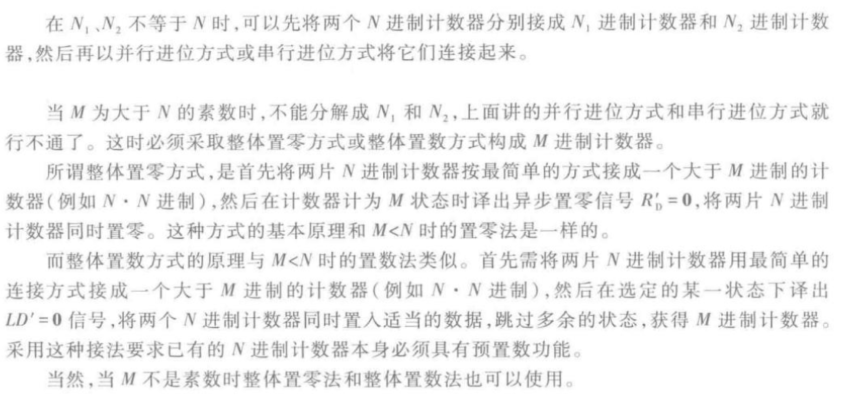 在 N₁、N₂ 不等于 N 时,可以先将两个 N 进制计数器分别接成 N₁ 进制计数器和 N₂ 进制计数
器,然后再以并行进位方式或串行进位方式将它们连接起来。
当 M 为大于 N 的素数时,不能分解成 N₁ 和 N₂,上面讲的并行进位方式和串行进位方式就
行不通了。这时必须采取整体置零方式或整体置数方式构成 M 进制计数器。
所谓整体置零方式,是首先将两片 N 进制计数器按最简单的方式接成一个大于 M 进制的计
数器(例如 N · N 进制),然后在计数器计为 M 状态时译出异步置零信号 R′D = 0,将两片 N 进制
计数器同时置零。这种方式的基本原理和 M<N 时的置零法是一样的。
而整体置数方式的原理与 M<N 时的置数法类似。首先需将两片 N 进制计数器用最简单的
连接方式接成一个大于 M 进制的计数器(例如 N · N 进制),然后在选定的某一状态下译出
LD′ = 0 信号,将两个 N 进制计数器同时置入适当的数据,跳过多余的状态,获得 M 进制计数器。
采用这种接法要求已有的 N 进制计数器本身必须具有预置数功能。
当然,当 M 不是素数时整体置零法和整体置数法也可以使用。